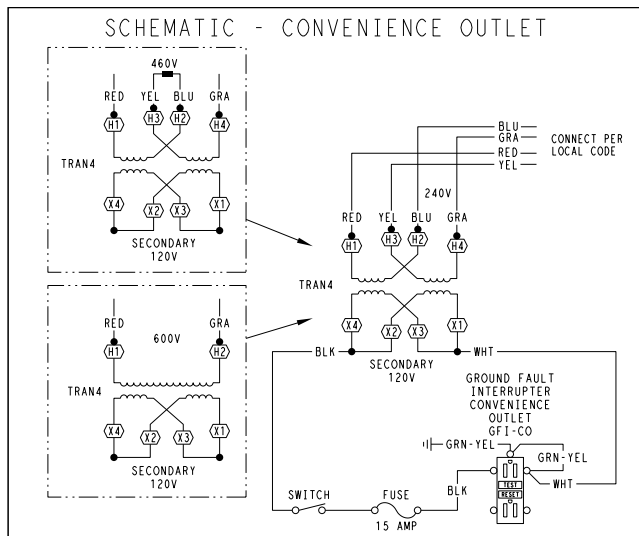 SCHEMATIC - CONVENIENCE OUTLET
460V
RED YEL BLU GRA
H1 H3 H2 H4
TRAN4
X4 X2 X3 X1
SECONDARY
120V
RED GRA
600V
H1 H2
TRAN4
X4 X2 X3 X1
SECONDARY
120V
BLU
GRA
RED
YEL
CONNECT PER
LOCAL CODE
240V
RED YEL BLU GRA
H1 H3 H2 H4
TRAN4
X4 X2 X3 X1
BLK WHT
SECONDARY
120V
GROUND FAULT
INTERRUPTER
CONVENIENCE
OUTLET
GFI-CO
GRN-YEL
GRN-YEL
WHT
BLK
TEST
RESET
SWITCH FUSE
15 AMP